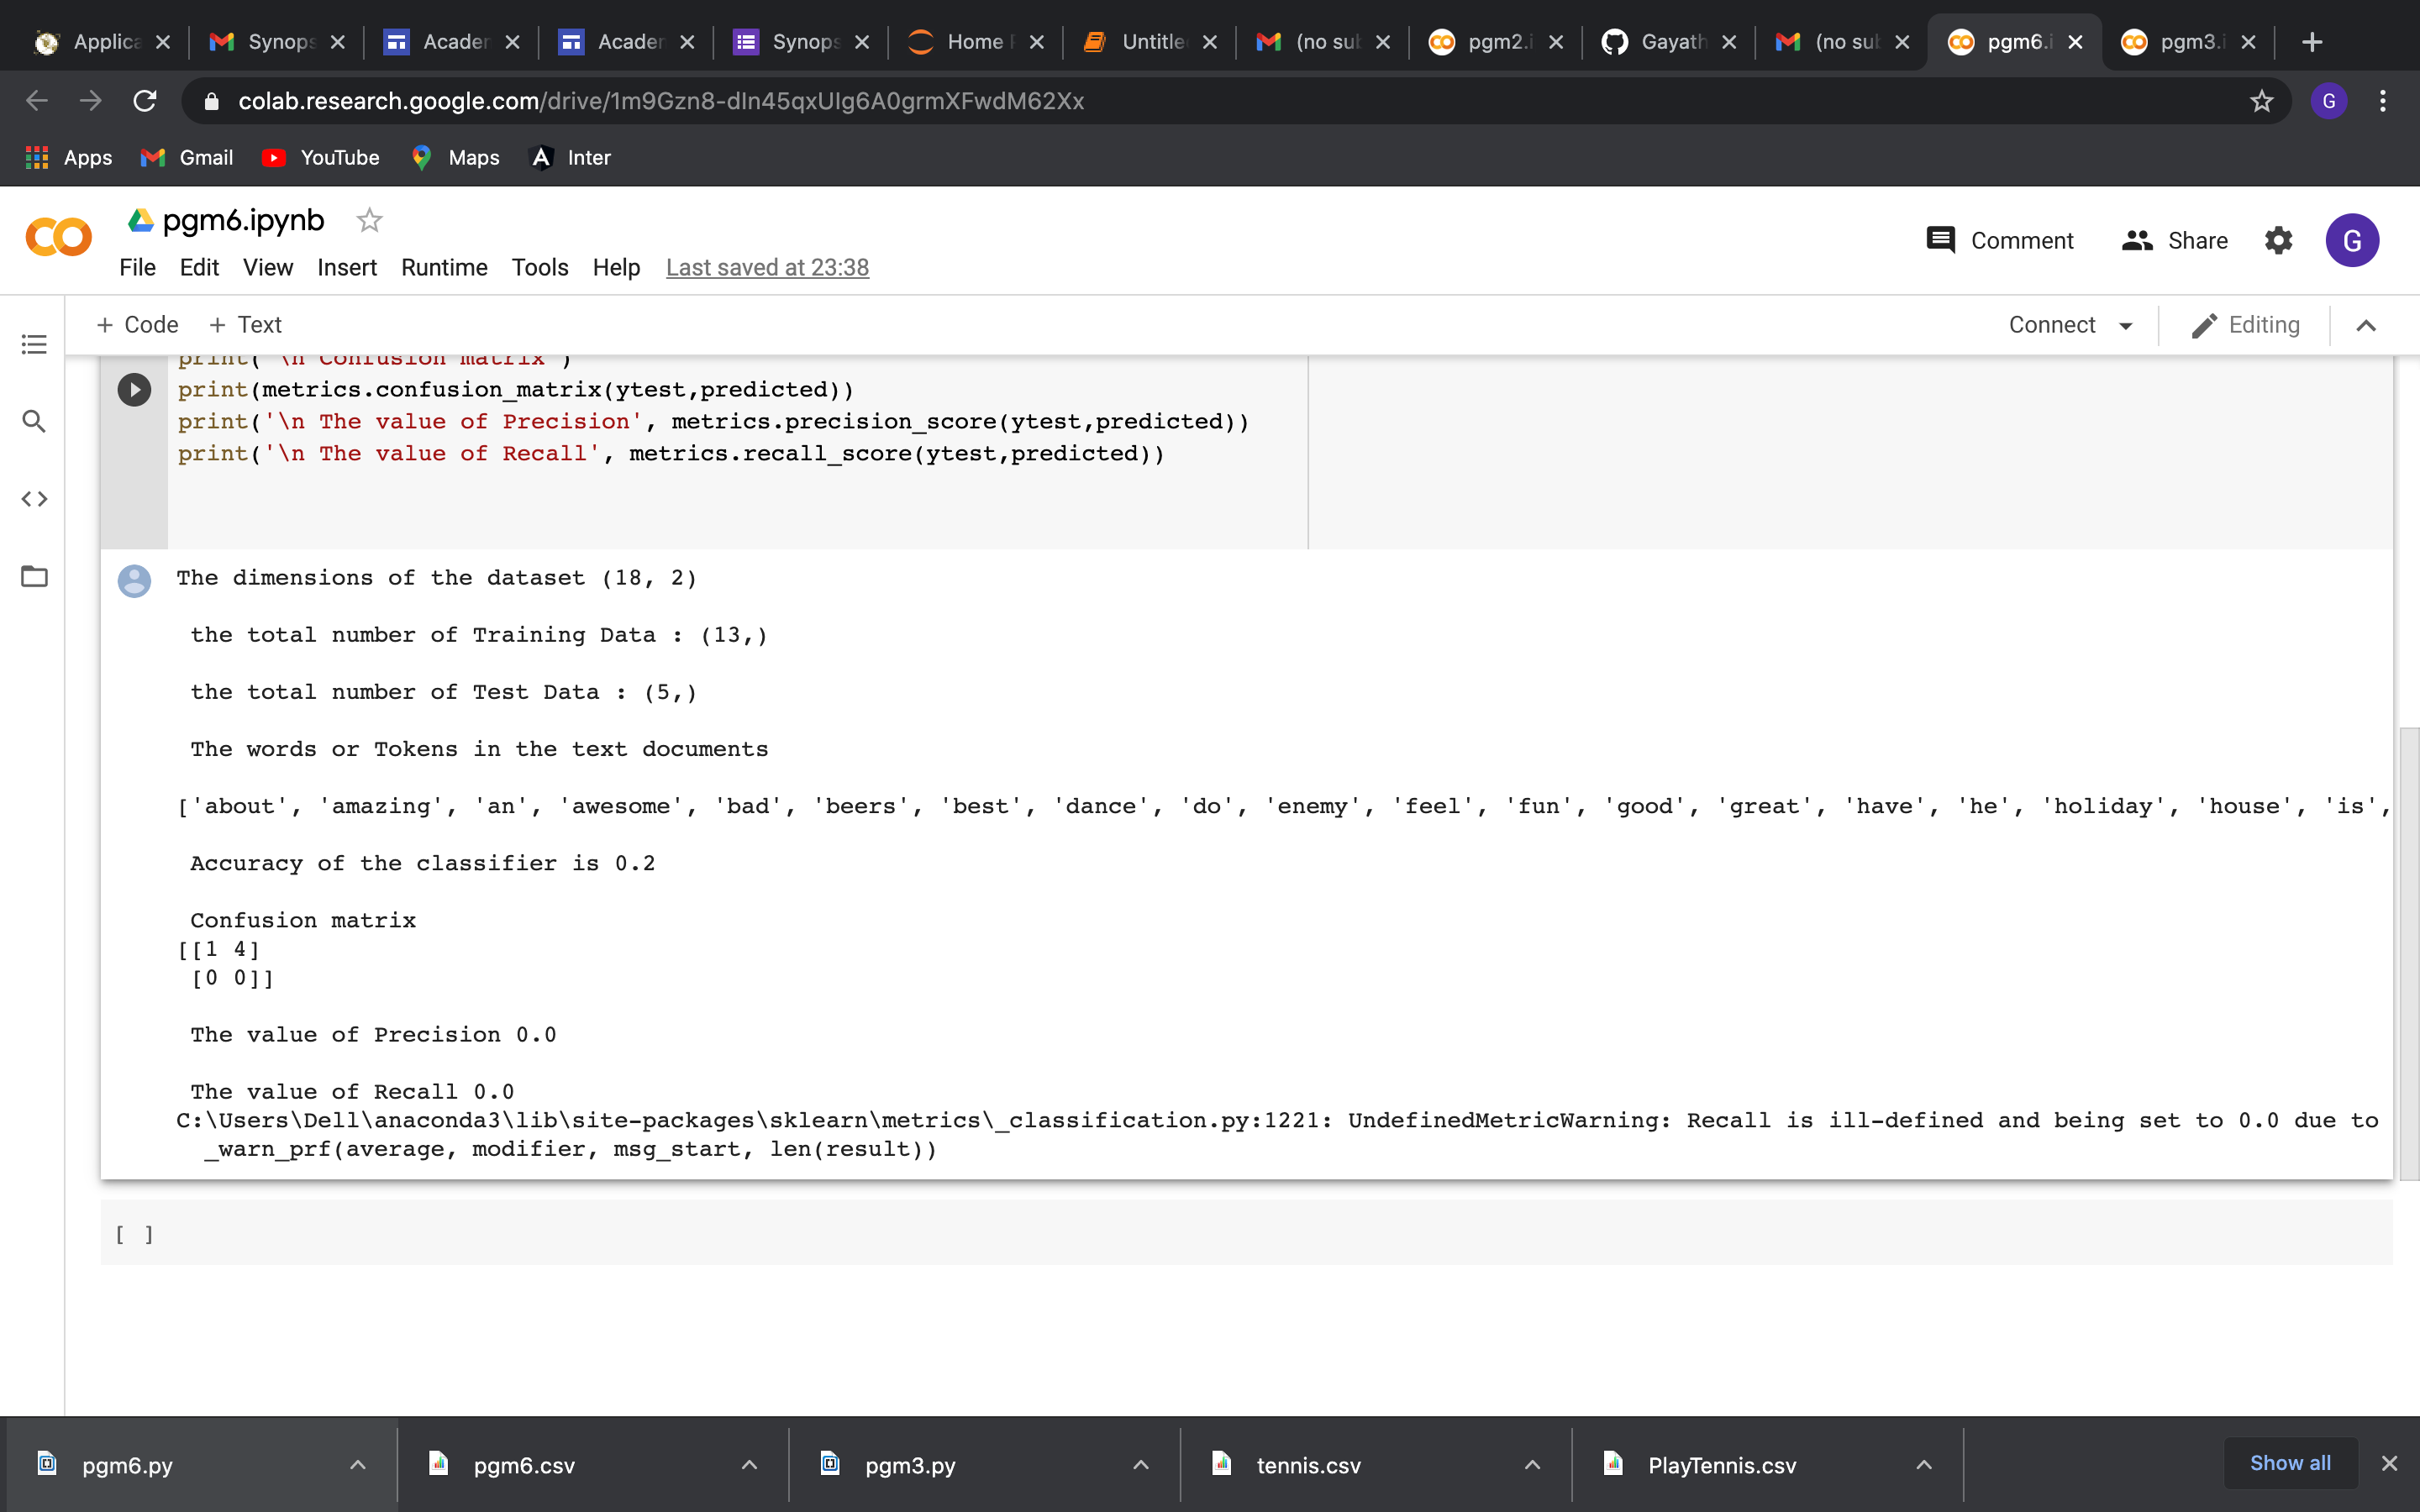 Applica
Synops
Acader
Acader
Synops
Home
Untitle
(no sub
pgm2.i
Gayath
(no sub
pgm6.i
pgm3.i
colab.research.google.com/drive/1m9Gzn8-dIn45qxUIg6A0grmXFwdM62Xx
G
Apps Gmail YouTube Maps Inter
pgm6.ipynb
Comment Share G
File Edit View Insert Runtime Tools Help Last saved at 23:38
+ Code + Text Connect Editing
print( '\n Confusion matrix')
print(metrics.confusion_matrix(ytest,predicted))
print('\n The value of Precision', metrics.precision_score(ytest,predicted))
print('\n The value of Recall', metrics.recall_score(ytest,predicted))
The dimensions of the dataset (18, 2)
the total number of Training Data : (13,)
the total number of Test Data : (5,)
The words or Tokens in the text documents
['about', 'amazing', 'an', 'awesome', 'bad', 'beers', 'best', 'dance', 'do', 'enemy', 'feel', 'fun', 'good', 'great', 'have', 'he', 'holiday', 'house', 'is',
Accuracy of the classifier is 0.2
Confusion matrix
[[1 4]
[0 0]]
The value of Precision 0.0
The value of Recall 0.0
C:\Users\Dell\anaconda3\lib\site-packages\sklearn\metrics\_classification.py:1221: UndefinedMetricWarning: Recall is ill-defined and being set to 0.0 due to
_warn_prf(average, modifier, msg_start, len(result))
[ ]
pgm6.py pgm6.csv pgm3.py tennis.csv PlayTennis.csv Show all